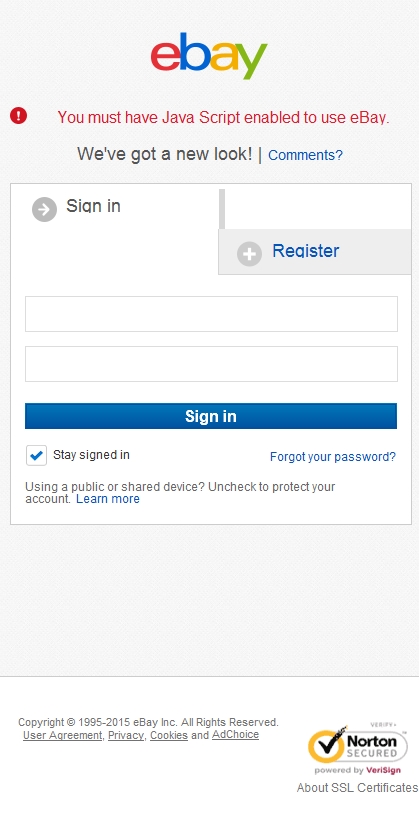 ebay
! You must have Java Script enabled to use eBay.
We've got a new look! | Comments?
Sign in
Register
Sign in
Stay signed in
Forgot your password?
Using a public or shared device? Uncheck to protect your
account. Learn more
Copyright © 1995-2015 eBay Inc. All Rights Reserved.
User Agreement, Privacy, Cookies and AdChoice
VERIFY▸
Norton
SECURED
powered by VeriSign
About SSL Certificates